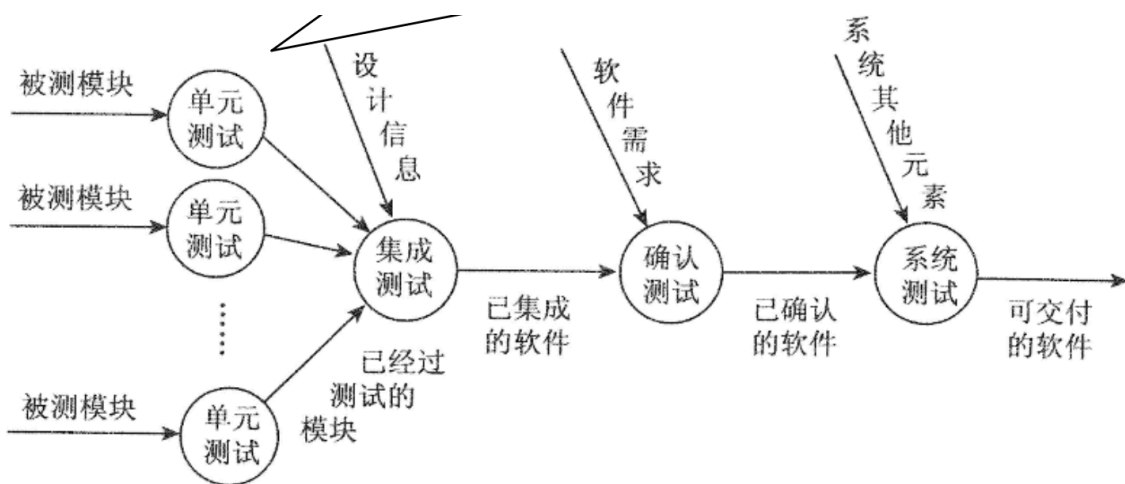 被测模块
单元
测试
被测模块
单元
测试
……
被测模块
单元
测试
设计信息
集成
测试
已经过
测试的
模块
已集成
的软件
软件需求
确认
测试
已确认
的软件
系统其他元素
系统
测试
可交付
的软件